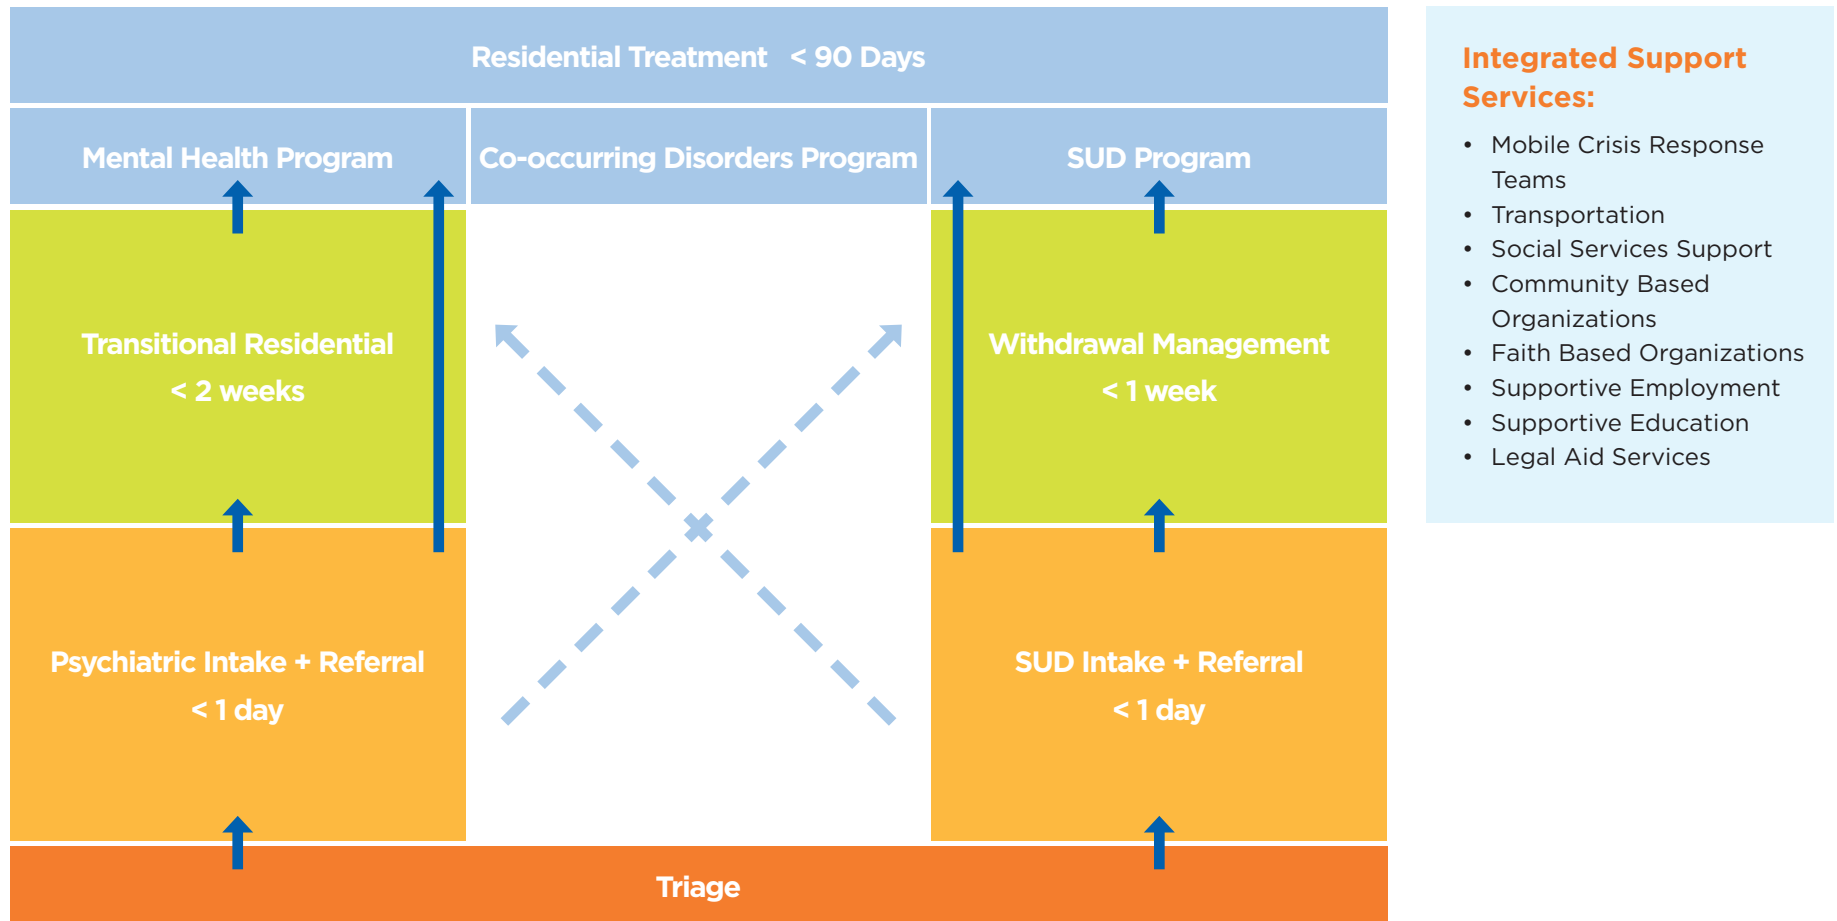 Residential Treatment < 90 Days
Mental Health Program
Co-occurring Disorders Program
SUD Program
Transitional Residential
< 2 weeks
Withdrawal Management
< 1 week
Psychiatric Intake + Referral
< 1 day
SUD Intake + Referral
< 1 day
Triage
Integrated Support
Services:
• Mobile Crisis Response
Teams
• Transportation
• Social Services Support
• Community Based
Organizations
• Faith Based Organizations
• Supportive Employment
• Supportive Education
• Legal Aid Services